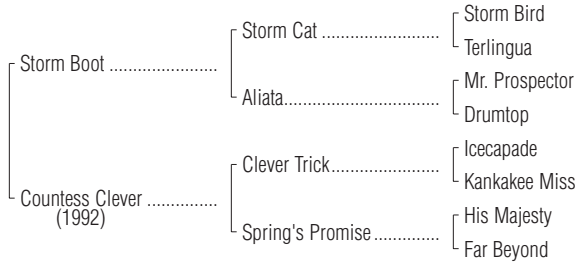 Storm Bird
Storm Cat ......................
Terlingua
Storm Boot ....................
Mr. Prospector
Aliata..............................
Drumtop
Icecapade
Clever Trick.....................
Kankakee Miss
Countess Clever .............
(1992)
His Majesty
Spring's Promise.............
Far Beyond